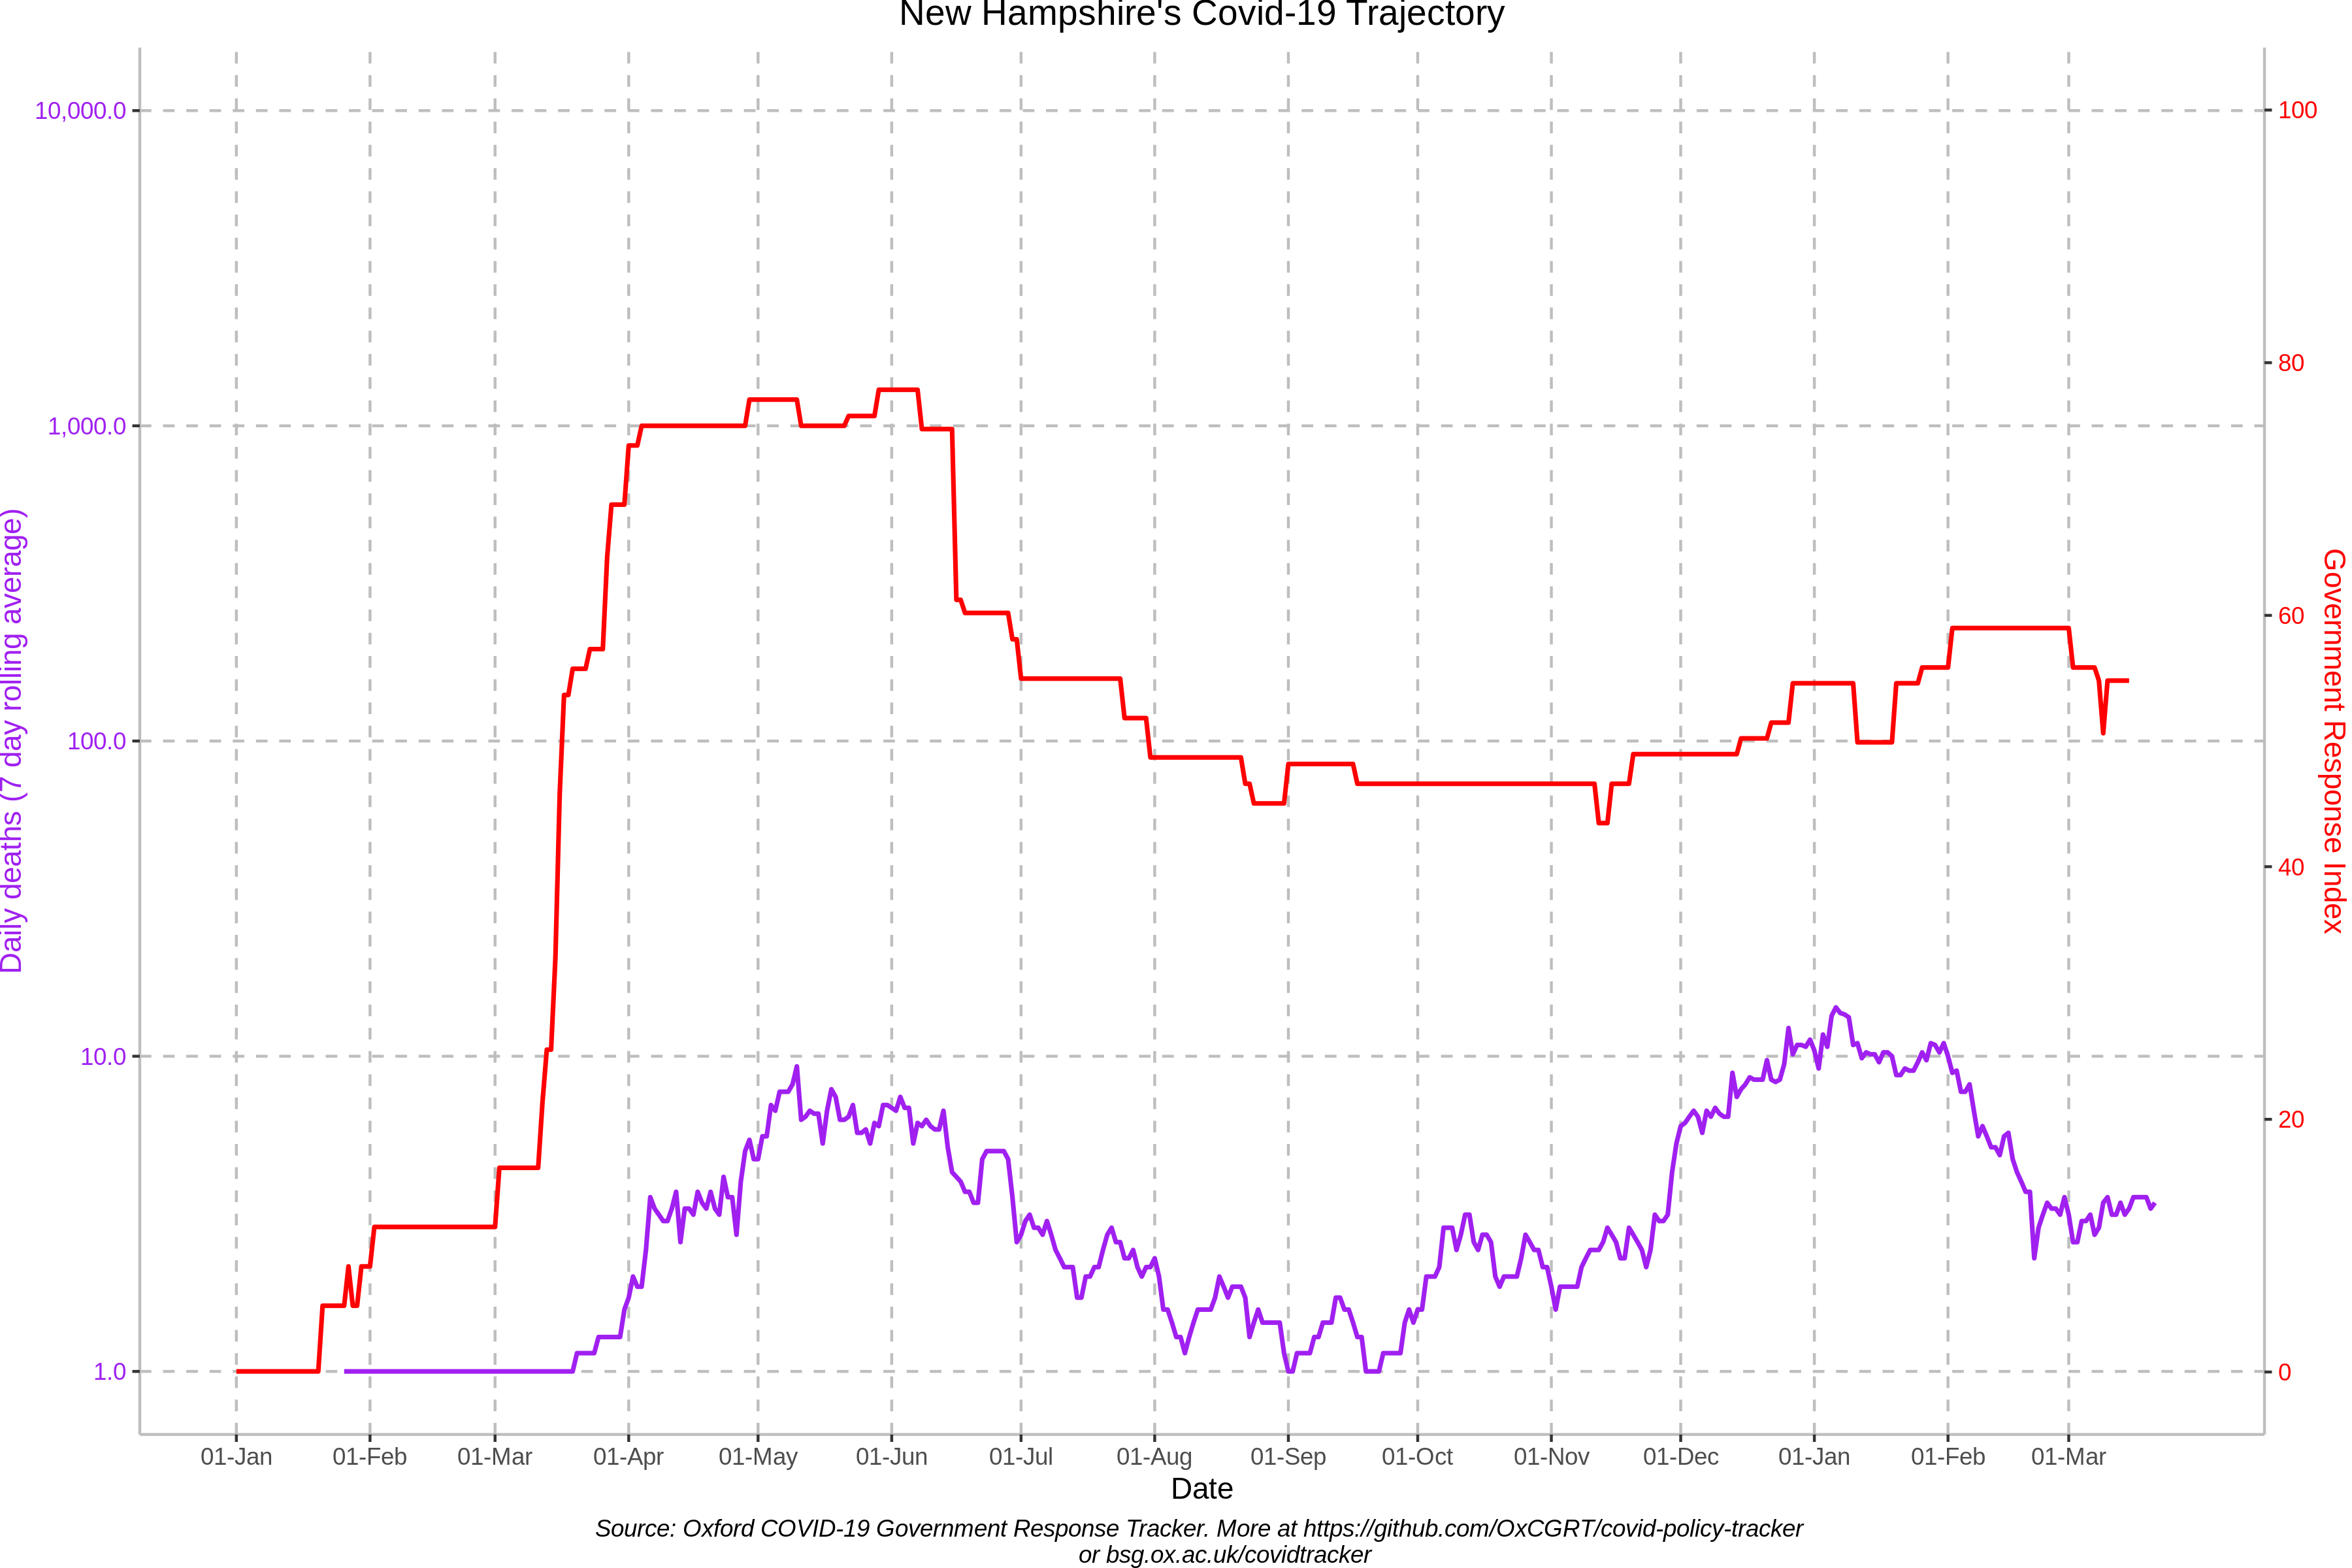 New Hampshire's Covid-19 Trajectory
10,000.0
1,000.0
100.0
10.0
1.0
Daily deaths (7 day rolling average)
100
80
60
40
20
0
Government Response Index
01-Jan 01-Feb 01-Mar 01-Apr 01-May 01-Jun 01-Jul 01-Aug 01-Sep 01-Oct 01-Nov 01-Dec 01-Jan 01-Feb 01-Mar
Date
Source: Oxford COVID-19 Government Response Tracker. More at https://github.com/OxCGRT/covid-policy-tracker
or bsg.ox.ac.uk/covidtracker